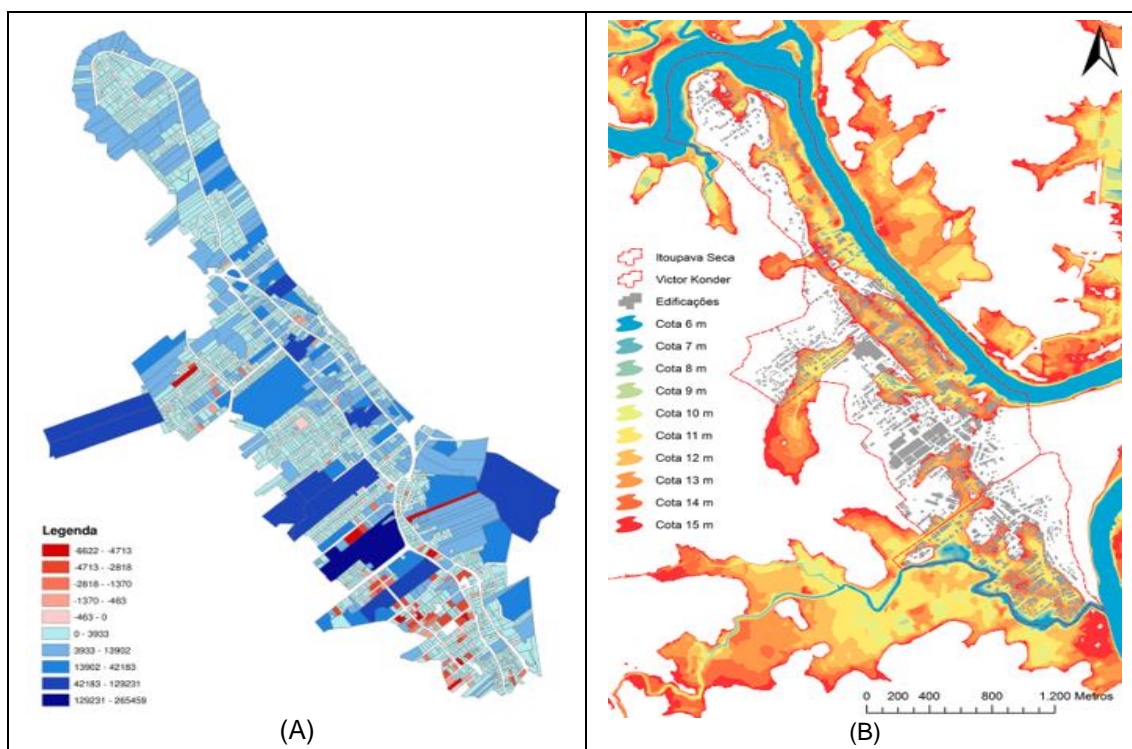 Legenda
-6622 - -4713
-4713 - -2818
-2818 - -1370
-1370 - -463
-463 - 0
0 - 3933
3933 - 13902
13902 - 42183
42183 - 129231
129231 - 265459
(A)
Itoupava Seca
Victor Konder
Edificações
Cota 6 m
Cota 7 m
Cota 8 m
Cota 9 m
Cota 10 m
Cota 11 m
Cota 12 m
Cota 13 m
Cota 14 m
Cota 15 m
0 200 400 800 1.200 Metros
(B)